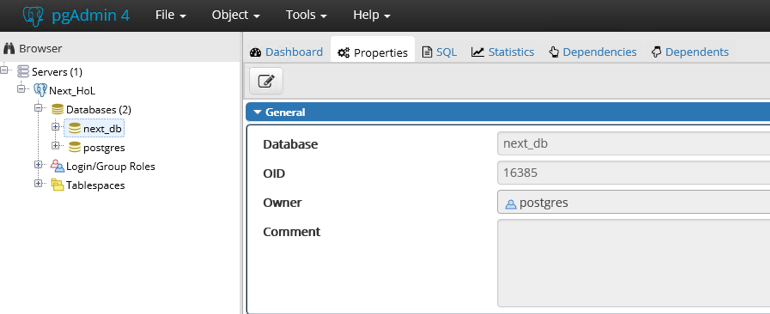 pgAdmin 4 File Object Tools Help
Browser
Servers (1)
Next_HoL
Databases (2)
next_db
postgres
Login/Group Roles
Tablespaces
Dashboard Properties SQL Statistics Dependencies Dependents
General
Database next_db
OID 16385
Owner postgres
Comment